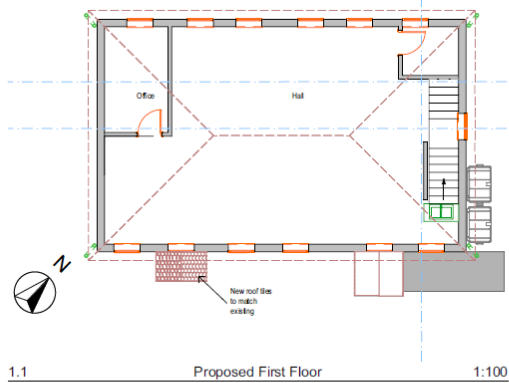 Office
Hall
N
New roof tiles
to match
existing
1.1 Proposed First Floor 1:100